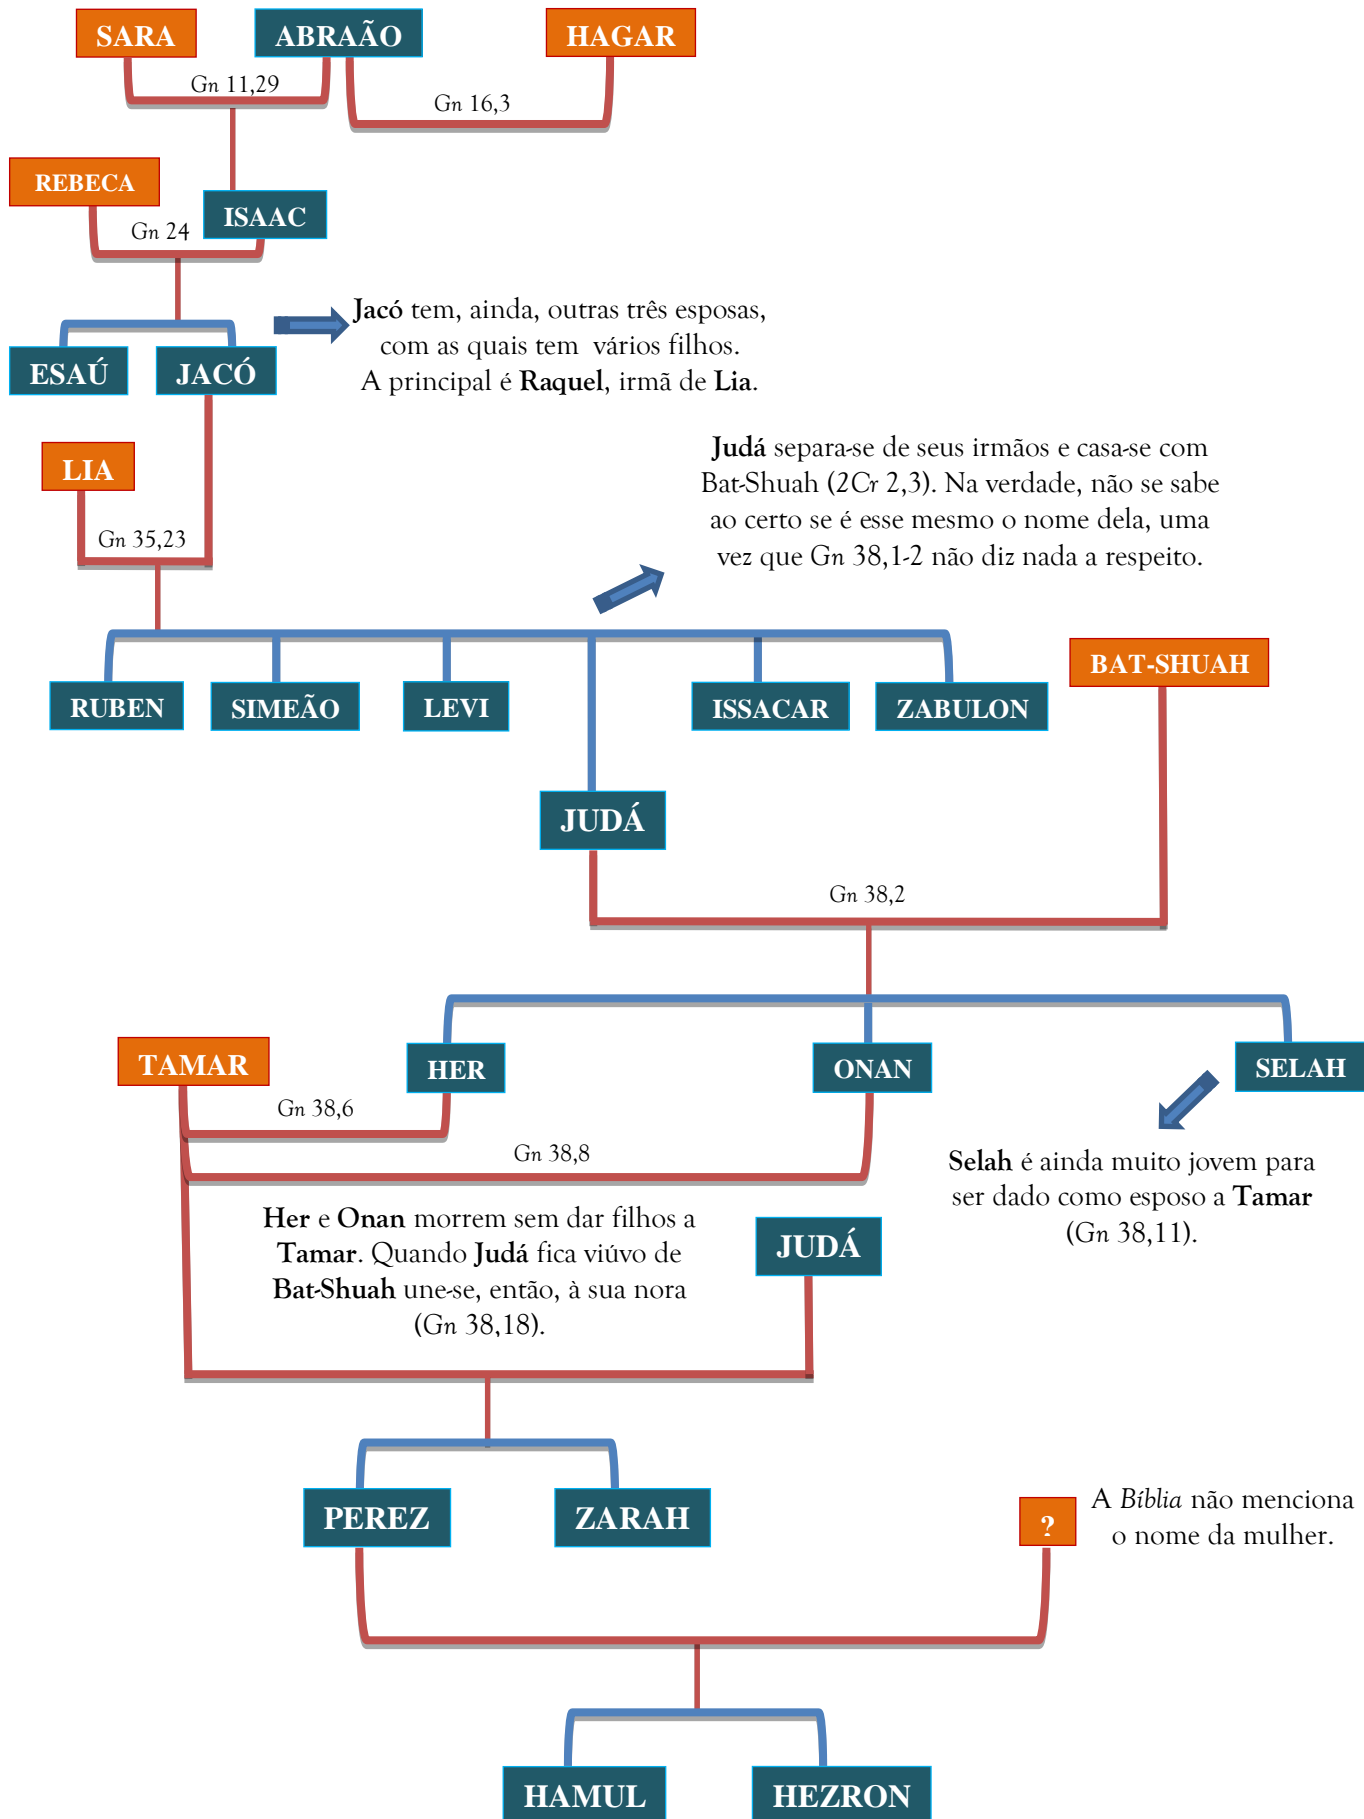 SARA
ABRAÃO
HAGAR
Gn 11,29
Gn 16,3
REBECA
ISAAC
Gn 24
Jacó tem, ainda, outras três esposas,
com as quais tem vários filhos.
A principal é Raquel, irmã de Lia.
ESAÚ
JACÓ
LIA
Gn 35,23
Judá separa-se de seus irmãos e casa-se com
Bat-Shuah (2Cr 2,3). Na verdade, não se sabe
ao certo se é esse mesmo o nome dela, uma
vez que Gn 38,1-2 não diz nada a respeito.
RUBEN
SIMEÃO
LEVI
ISSACAR
ZABULON
BAT-SHUAH
JUDÁ
Gn 38,2
TAMAR
HER
ONAN
SELAH
Gn 38,6
Gn 38,8
Selah é ainda muito jovem para
ser dado como esposo a Tamar
(Gn 38,11).
Her e Onan morrem sem dar filhos a
Tamar. Quando Judá fica viúvo de
Bat-Shuah une-se, então, à sua nora
(Gn 38,18).
JUDÁ
PEREZ
ZARAH
?
A Bíblia não menciona
o nome da mulher.
HAMUL
HEZRON